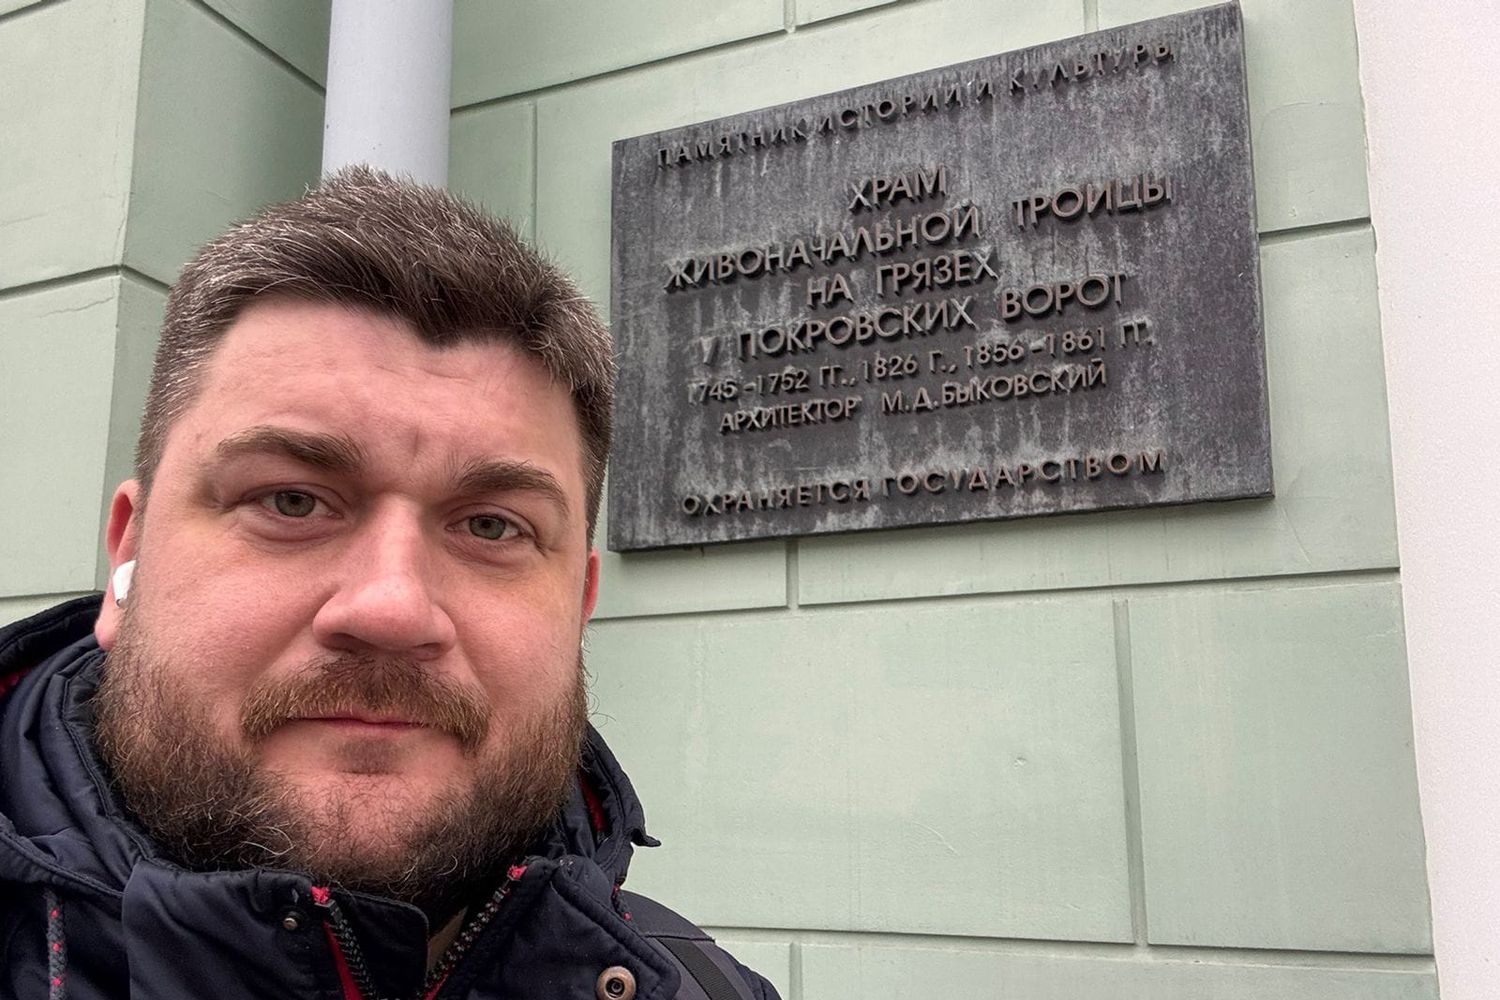 ПАМЯТНИК ИСТОРИИ И КУЛЬТУРЫ
ХРАМ
ЖИВОНАЧАЛЬНОЙ ТРОИЦЫ
НА ГРЯЗЕХ
У ПОКРОВСКИХ ВОРОТ
1745-1752 ГГ., 1826 Г., 1856-1861 ГГ.
АРХИТЕКТОР М.Д.БЫКОВСКИЙ
ОХРАНЯЕТСЯ ГОСУДАРСТВОМ